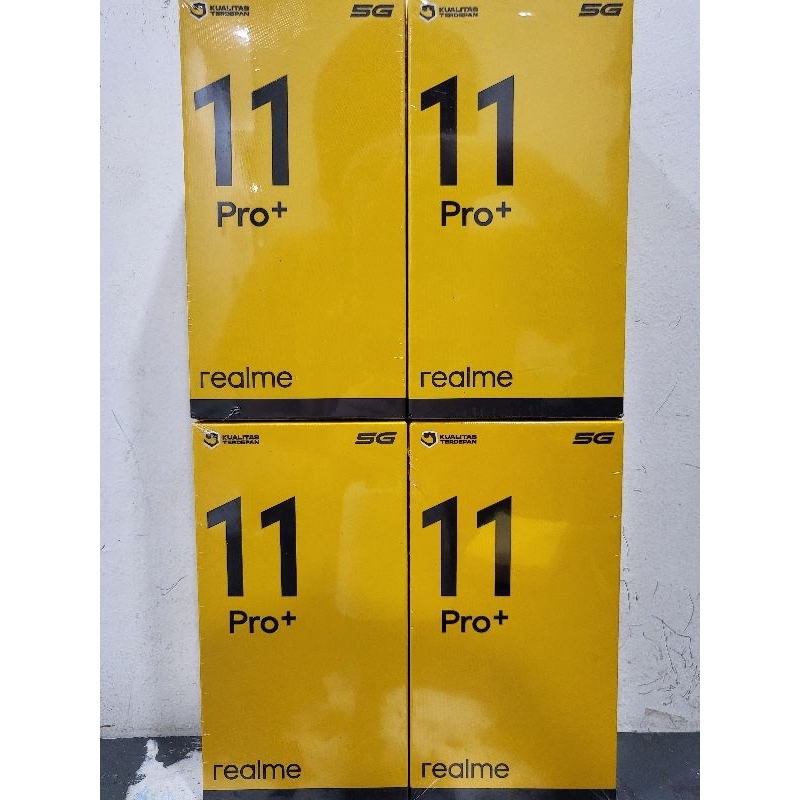 KUALITAS
TERDEPAN
5G
11
Pro+
realme
KUALITAS
TERDEPAN
5G
11
Pro+
realme
KUALITAS
TERDEPAN
5G
11
Pro+
realme
KUALITAS
TERDEPAN
5G
11
Pro+
realme